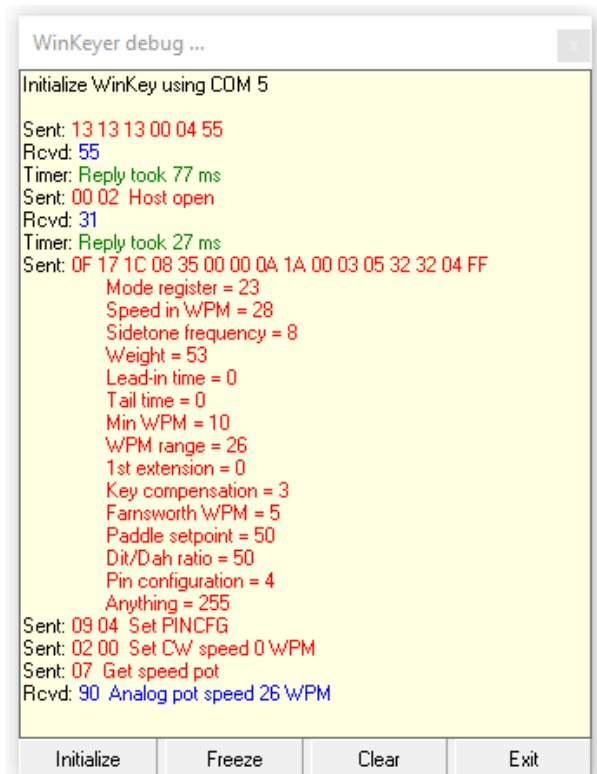 WinKeyer debug ...
x
Initialize WinKey using COM 5
Sent: 13 13 13 00 04 55
Rcvd: 55
Timer: Reply took 77 ms
Sent: 00 02 Host open
Rcvd: 31
Timer: Reply took 27 ms
Sent: 0F 17 1C 08 35 00 00 0A 1A 00 03 05 32 32 04 FF
Mode register = 23
Speed in WPM = 28
Sidetone frequency = 8
Weight = 53
Lead-in time = 0
Tail time = 0
Min WPM = 10
WPM range = 26
1st extension = 0
Key compensation = 3
Farnsworth WPM = 5
Paddle setpoint = 50
Dit/Dah ratio = 50
Pin configuration = 4
Anything = 255
Sent: 09 04 Set PINCFG
Sent: 02 00 Set CW speed 0 WPM
Sent: 07 Get speed pot
Rcvd: 90 Analog pot speed 26 WPM
Initialize Freeze Clear Exit